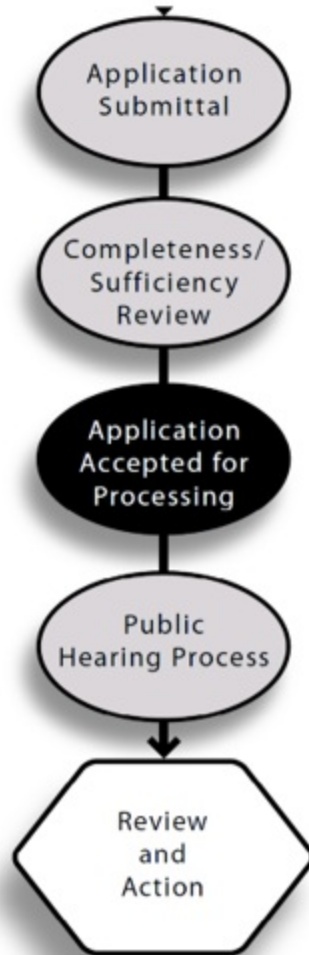 Application
Submittal
Completeness/
Sufficiency
Review
Application
Accepted for
Processing
Public
Hearing Process
Review
and
Action